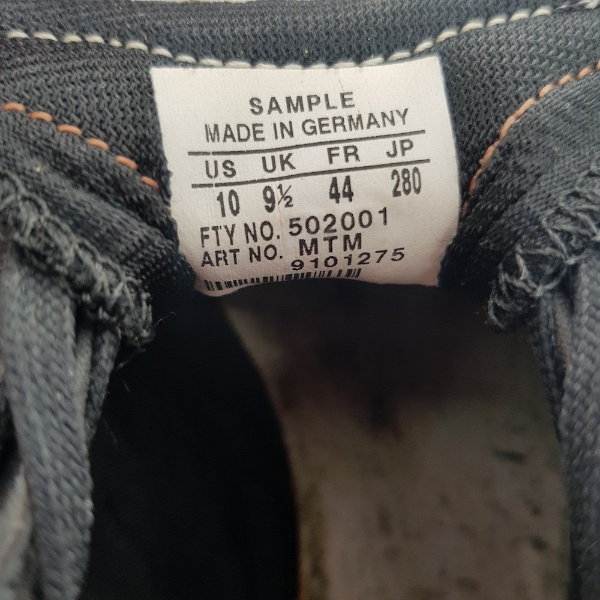 SAMPLE
MADE IN GERMANY
US UK FR JP
10 9½ 44 280
FTY NO. 502001
ART NO. MTM
9101275